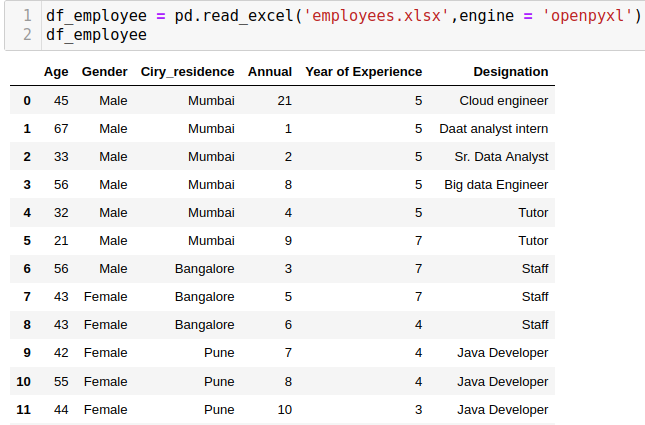 1 df_employee = pd.read_excel('employees.xlsx',engine = 'openpyxl')
2 df_employee
Age Gender Ciry_residence Annual Year of Experience Designation
0 45 Male Mumbai 21 5 Cloud engineer
1 67 Male Mumbai 1 5 Daat analyst intern
2 33 Male Mumbai 2 5 Sr. Data Analyst
3 56 Male Mumbai 8 5 Big data Engineer
4 32 Male Mumbai 4 5 Tutor
5 21 Male Mumbai 9 7 Tutor
6 56 Male Bangalore 3 7 Staff
7 43 Female Bangalore 5 7 Staff
8 43 Female Bangalore 6 4 Staff
9 42 Female Pune 7 4 Java Developer
10 55 Female Pune 8 4 Java Developer
11 44 Female Pune 10 3 Java Developer